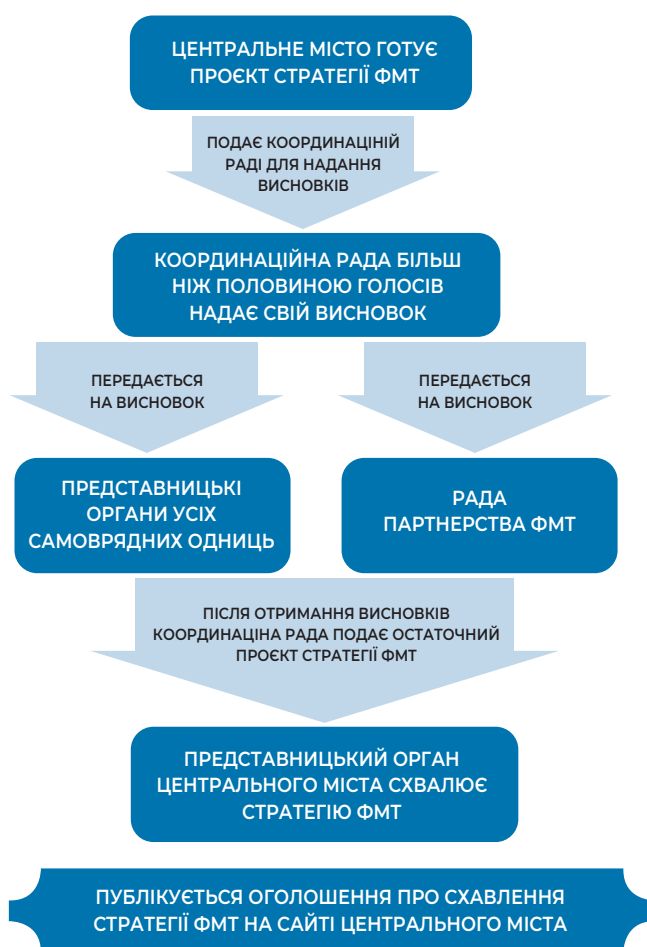 ЦЕНТРАЛЬНЕ МІСТО ГОТУЄ
ПРОЄКТ СТРАТЕГІЇ ФМТ
ПОДАЄ КООРДИНАЦІНІЙ
РАДІ ДЛЯ НАДАННЯ
ВИСНОВКІВ
КООРДИНАЦІЙНА РАДА БІЛЬШ
НІЖ ПОЛОВИНОЮ ГОЛОСІВ
НАДАЄ СВІЙ ВИСНОВОК
ПЕРЕДАЄТЬСЯ
НА ВИСНОВОК
ПЕРЕДАЄТЬСЯ
НА ВИСНОВОК
ПРЕДСТАВНИЦЬКІ
ОРГАНИ УСІХ
САМОВРЯДНИХ ОДНИЦЬ
РАДА
ПАРТНЕРСТВА ФМТ
ПІСЛЯ ОТРИМАННЯ ВИСНОВКІВ
КООРДИНАЦІНА РАДА ПОДАЄ ОСТАТОЧНИЙ
ПРОЄКТ СТРАТЕГІЇ ФМТ
ПРЕДСТАВНИЦЬКИЙ ОРГАН
ЦЕНТРАЛЬНОГО МІСТА СХВАЛЮЄ
СТРАТЕГІЮ ФМТ
ПУБЛІКУЄТЬСЯ ОГОЛОШЕННЯ ПРО СХАВЛЕННЯ
СТРАТЕГІЇ ФМТ НА САЙТІ ЦЕНТРАЛЬНОГО МІСТА